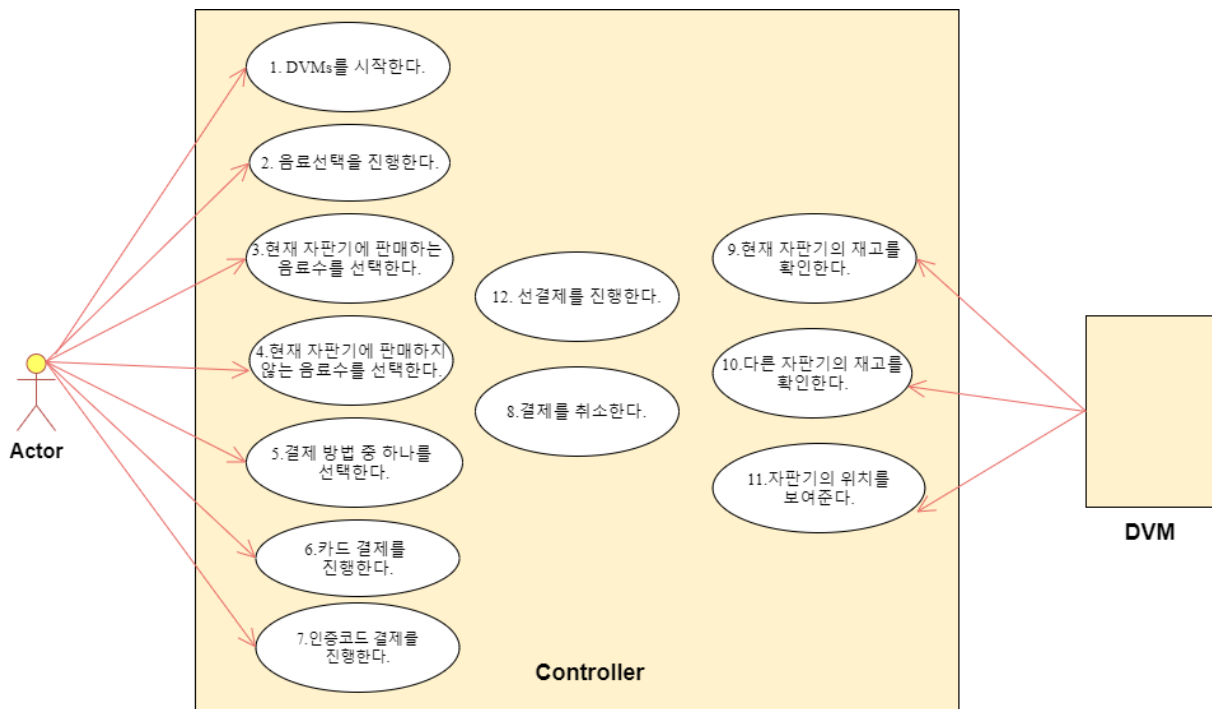 1. DVMs를 시작한다.
2. 음료선택을 진행한다.
3.현재 자판기에 판매하는
음료수를 선택한다.
4.현재 자판기에 판매하지
않는 음료수를 선택한다.
5.결제 방법 중 하나를
선택한다.
6.카드 결제를
진행한다.
7.인증코드 결제를
진행한다.
12. 선결제를 진행한다.
8.결제를 취소한다.
9.현재 자판기의 재고를
확인한다.
10.다른 자판기의 재고를
확인한다.
11.자판기의 위치를
보여준다.
Actor
Controller
DVM